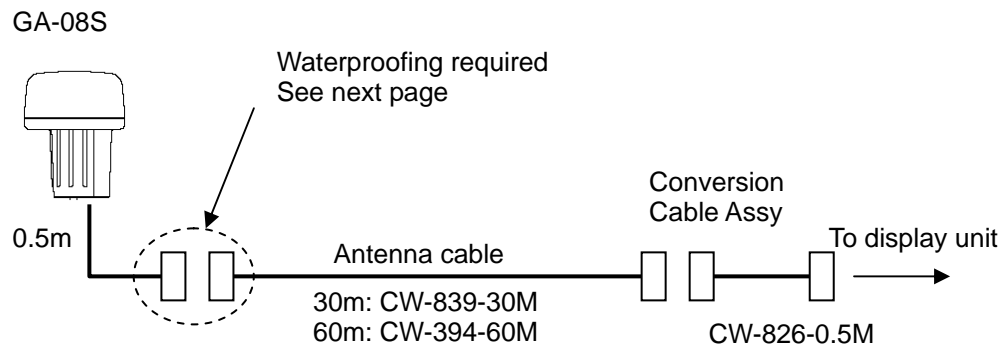 GA-08S
Waterproofing required
See next page
Conversion
Cable Assy
0.5m
Antenna cable
To display unit
30m: CW-839-30M
60m: CW-394-60M
CW-826-0.5M